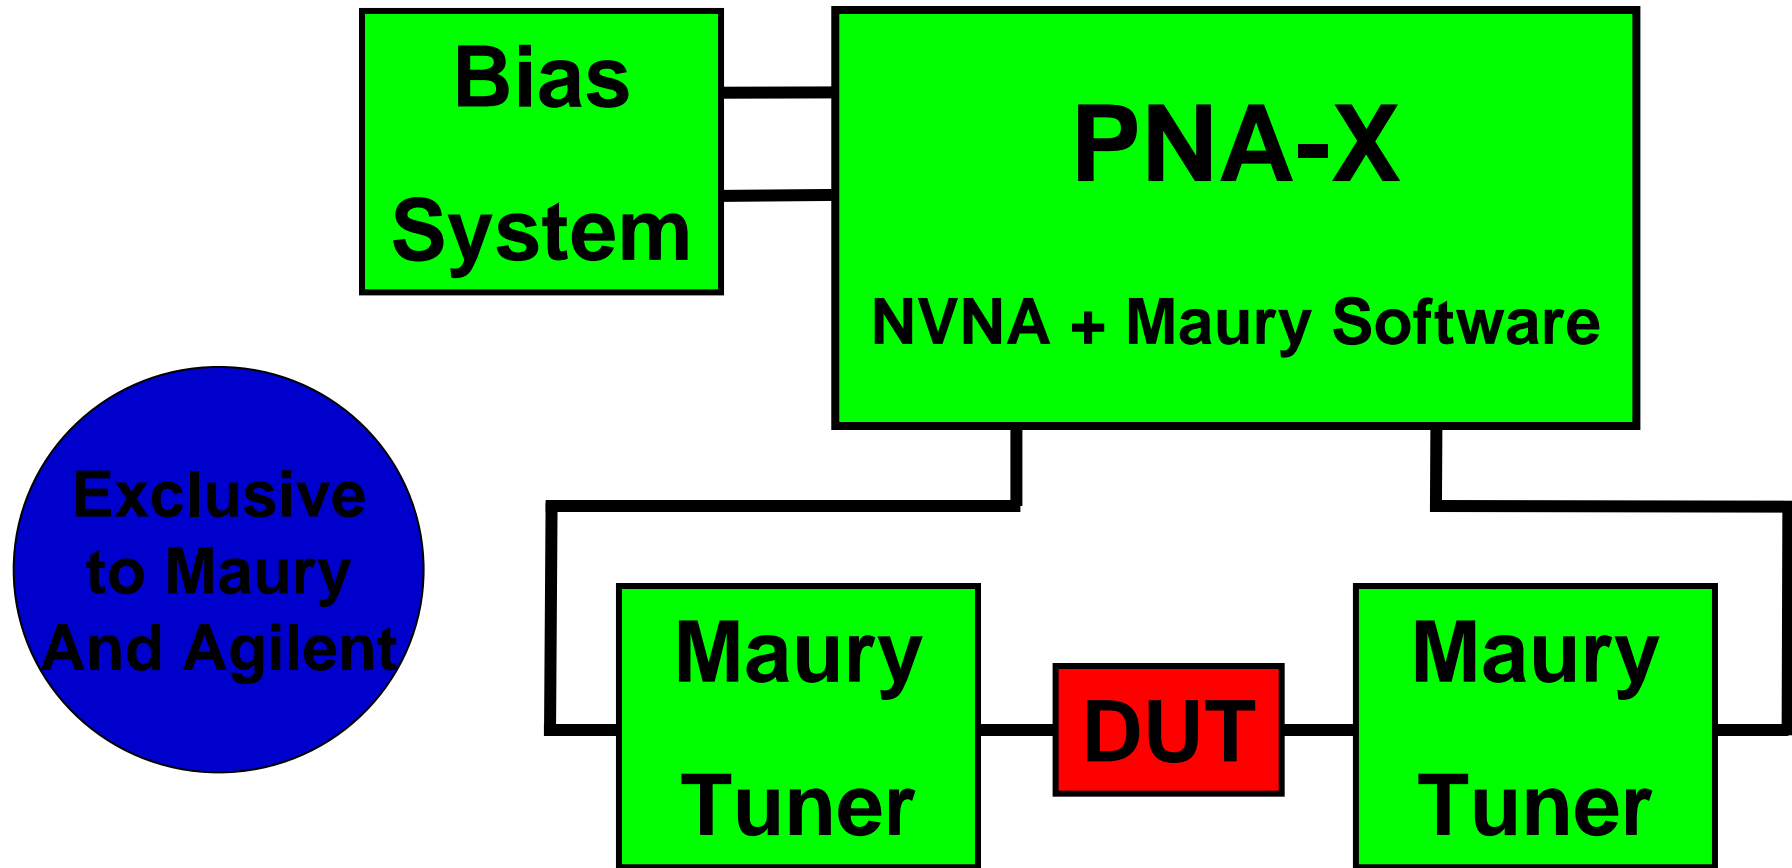 Bias
System
PNA-X
NVNA + Maury Software
Exclusive
to Maury
And Agilent
Maury
Tuner
DUT
Maury
Tuner